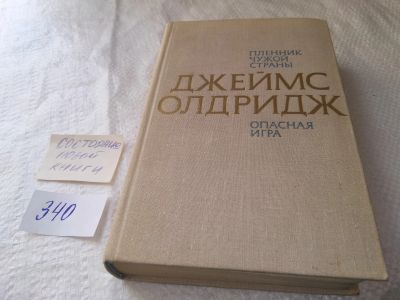 ПЛЕННИК
ЧУЖОЙ
СТРАНЫ
ДЖЕЙМС
ОЛДРИДЖ
ОПАСНАЯ
ИГРА
СОСТОЯНИЕ
НОВОЙ
КНИГИ
340